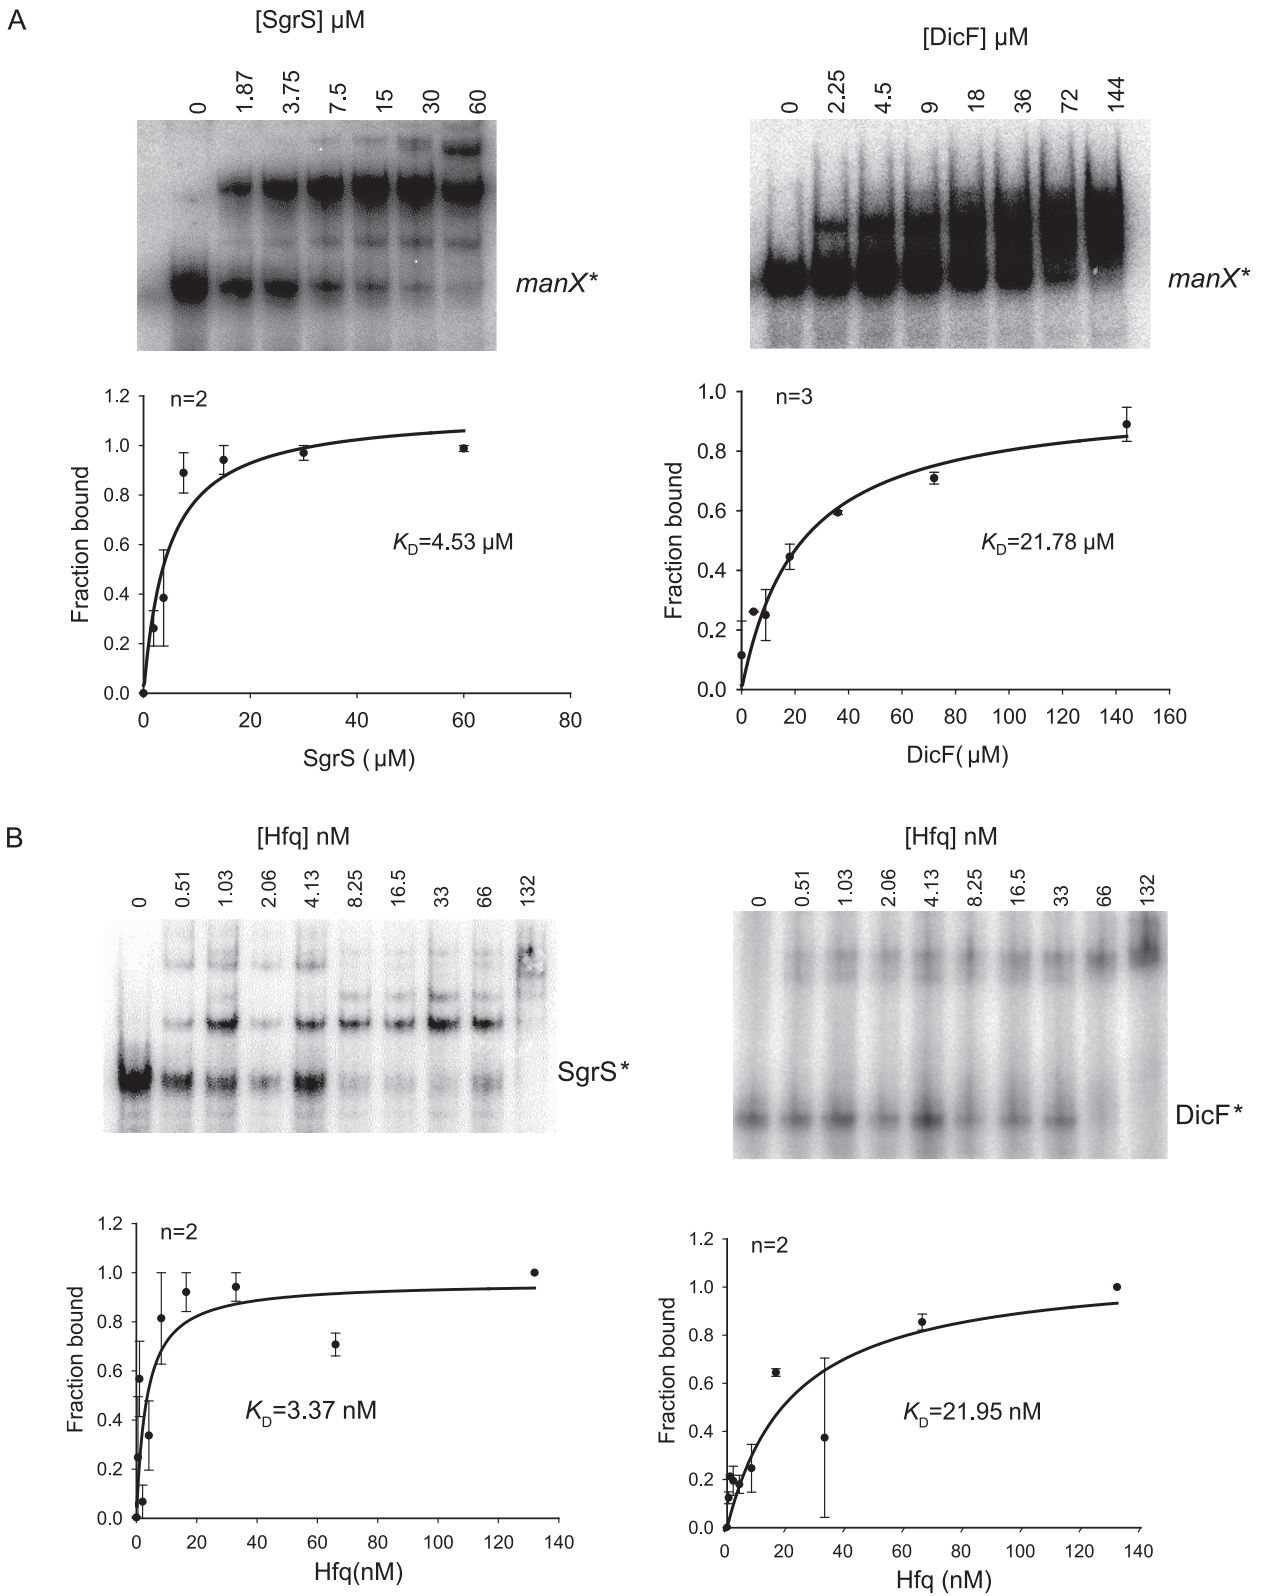 A
[SgrS] µM
0 1.87 3.75 7.5 15 30 60
manX*
[DicF] µM
0 2.25 4.5 9 18 36 72 144
manX*
1.2
1.0
0.8
0.6
0.4
0.2
0.0
Fraction bound
n=2
KD=4.53 µM
0 20 40 60 80
SgrS ( µM)
1.0
0.8
0.6
0.4
0.2
0.0
Fraction bound
n=3
KD=21.78 µM
0 20 40 60 80 100 120 140 160
DicF( µM)
B
[Hfq] nM
0 0.51 1.03 2.06 4.13 8.25 16.5 33 66 132
SgrS*
[Hfq] nM
0 0.51 1.03 2.06 4.13 8.25 16.5 33 66 132
DicF*
1.2
1.0
0.8
0.6
0.4
0.2
0.0
Fraction bound
n=2
KD=3.37 nM
0 20 40 60 80 100 120 140
Hfq(nM)
1.2
1.0
0.8
0.6
0.4
0.2
0.0
Fraction bound
n=2
KD=21.95 nM
0 20 40 60 80 100 120 140
Hfq (nM)